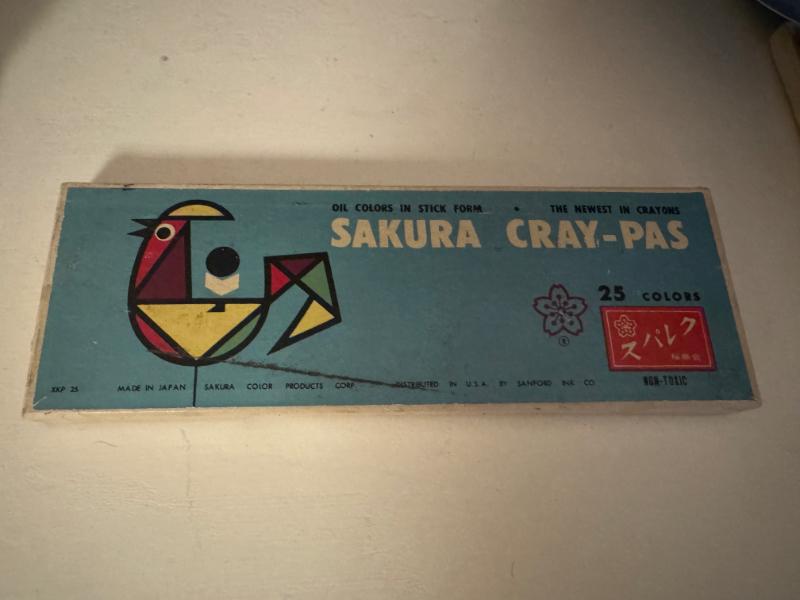 OIL COLORS IN STICK FORM • THE NEWEST IN CRAYONS
SAKURA CRAY-PAS
25 COLORS
スパレク
®
NON-TOXIC
XKP 25 MADE IN JAPAN SAKURA COLOR PRODUCTS CORP. DISTRIBUTED IN U.S.A. BY SANFORD INK CO